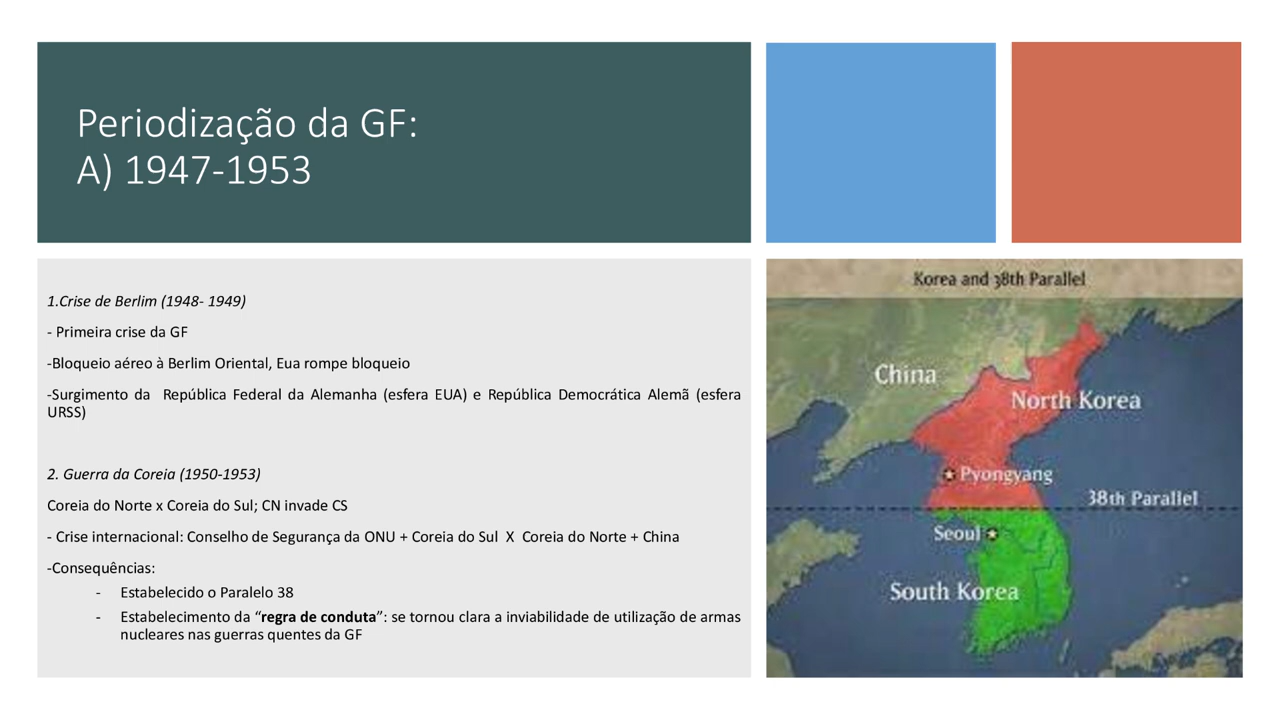 Periodização da GF:
A) 1947-1953
1.Crise de Berlim (1948- 1949)
- Primeira crise da GF
-Bloqueio aéreo à Berlim Oriental, Eua rompe bloqueio
-Surgimento da República Federal da Alemanha (esfera EUA) e República Democrática Alemã (esfera
URSS)
2. Guerra da Coreia (1950-1953)
Coreia do Norte x Coreia do Sul; CN invade CS
- Crise internacional: Conselho de Segurança da ONU + Coreia do Sul X Coreia do Norte + China
-Consequências:
- Estabelecido o Paralelo 38
- Estabelecimento da “regra de conduta”: se tornou clara a inviabilidade de utilização de armas
nucleares nas guerras quentes da GF
Korea and 38th Parallel
China
North Korea
Pyongyang
38th Parallel
Seoul
South Korea